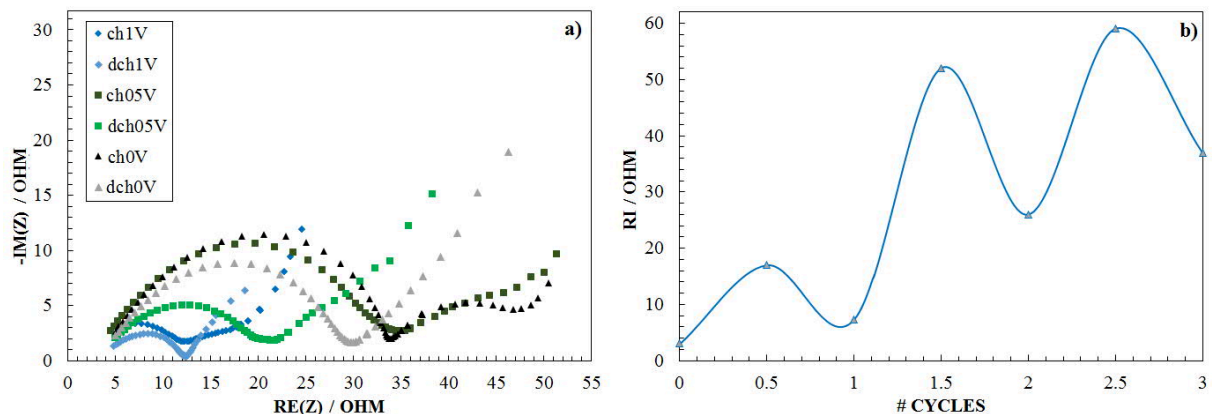 a)
ch1V
dch1V
ch05V
dch05V
ch0V
dch0V
-IM(Z) / OHM
30
25
20
15
10
5
0
0 5 10 15 20 25 30 35 40 45 50 55
RE(Z) / OHM
b)
RI / OHM
60
50
40
30
20
10
0
0 0.5 1 1.5 2 2.5 3
# CYCLES